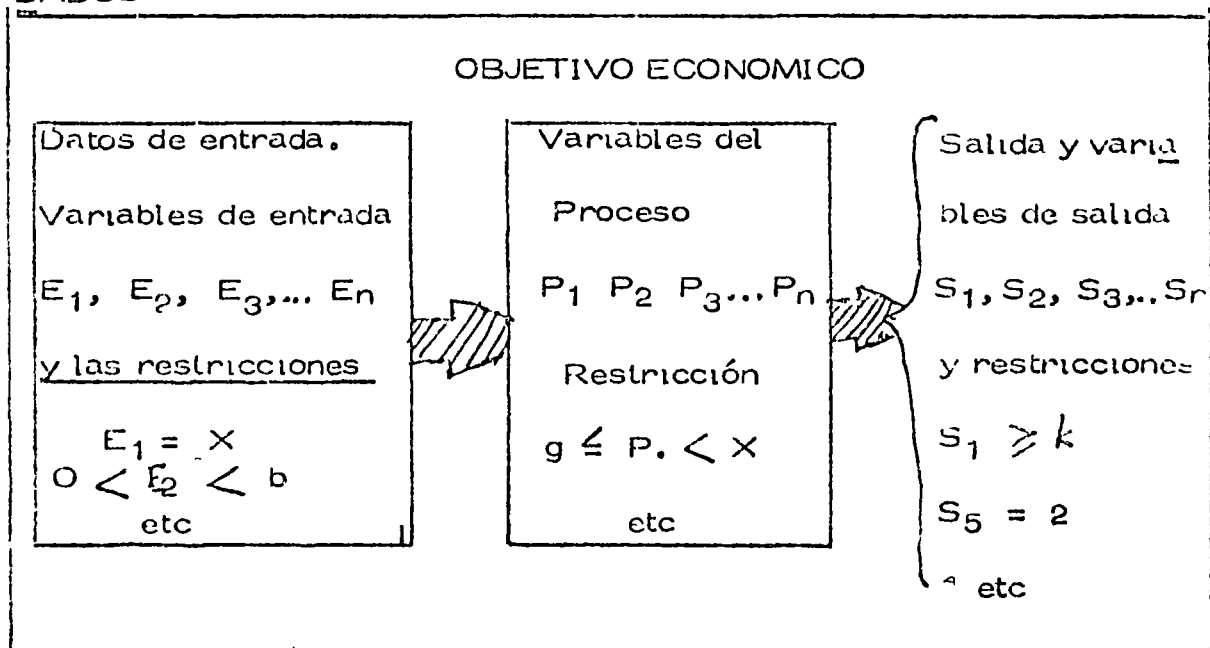 OBJETIVO ECONOMICO
Datos de entrada.
Variables de entrada
E1, E2, E3,... En
y las restricciones
E1 = X
O < E2 < b
etc
Variables del
Proceso
P1 P2 P3...Pn
Restricción
g ≤ P. < X
etc
Salida y varia
bles de salida
S1, S2, S3,.. Sr
y restricciones
S1 ≥ k
S5 = 2
etc